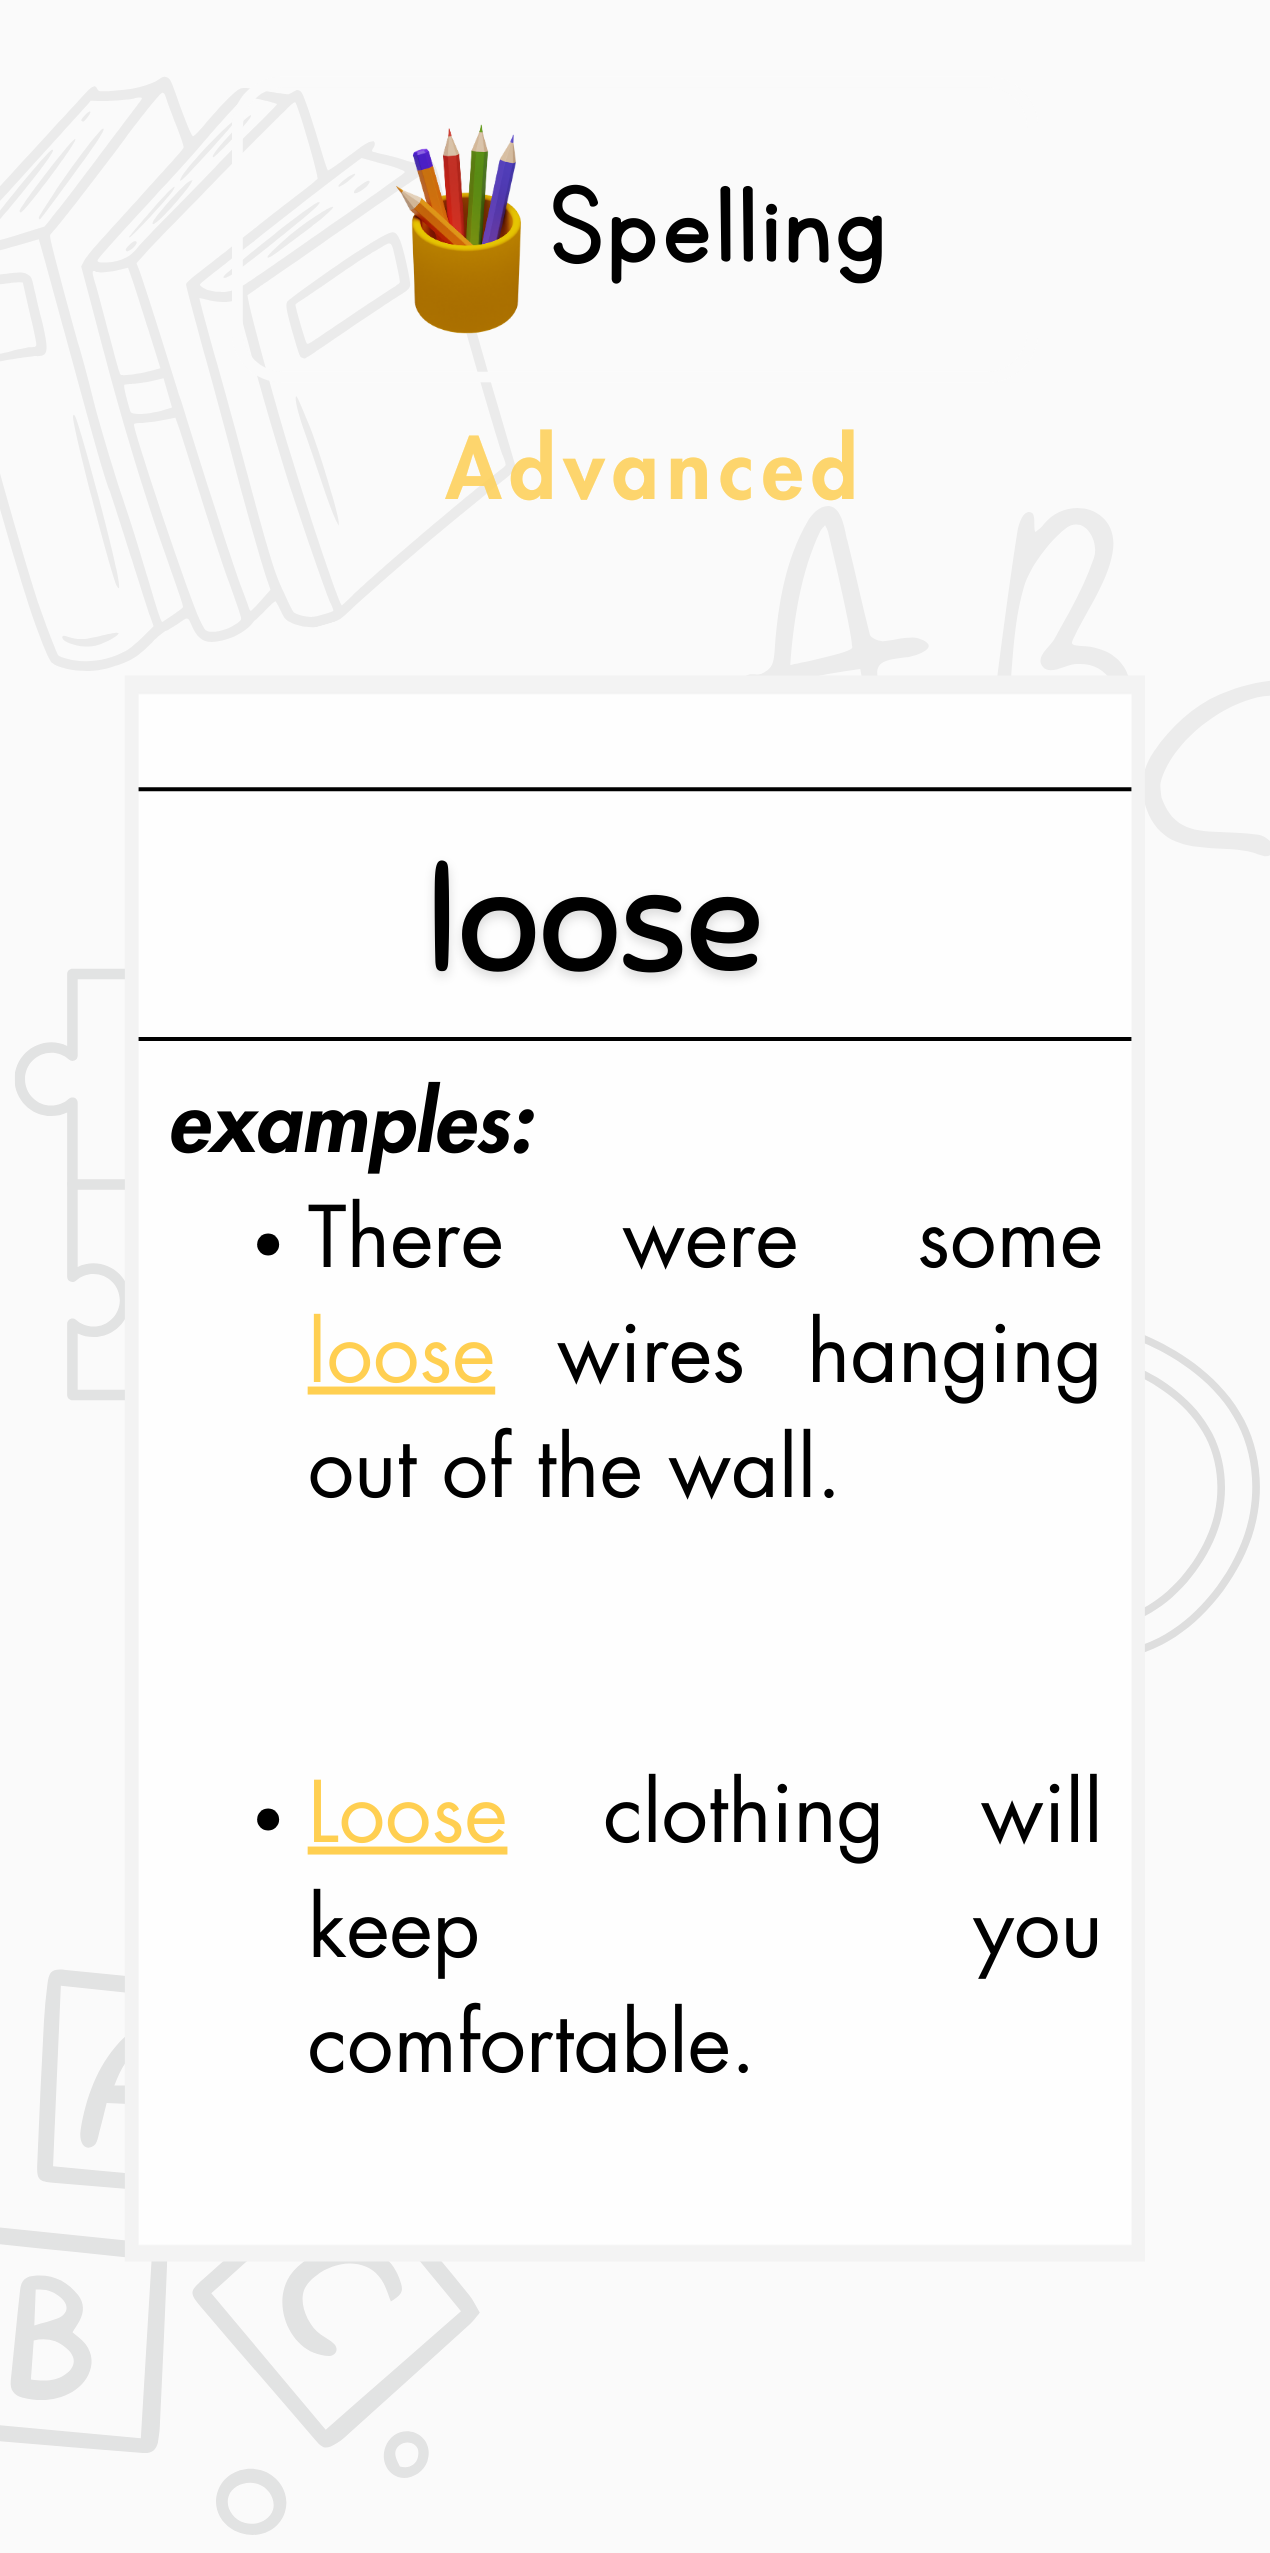 Spelling
Advanced
loose
examples:
• There were some
loose wires hanging
out of the wall.
• Loose clothing will
keep you
comfortable.
A B
C
A
B
C